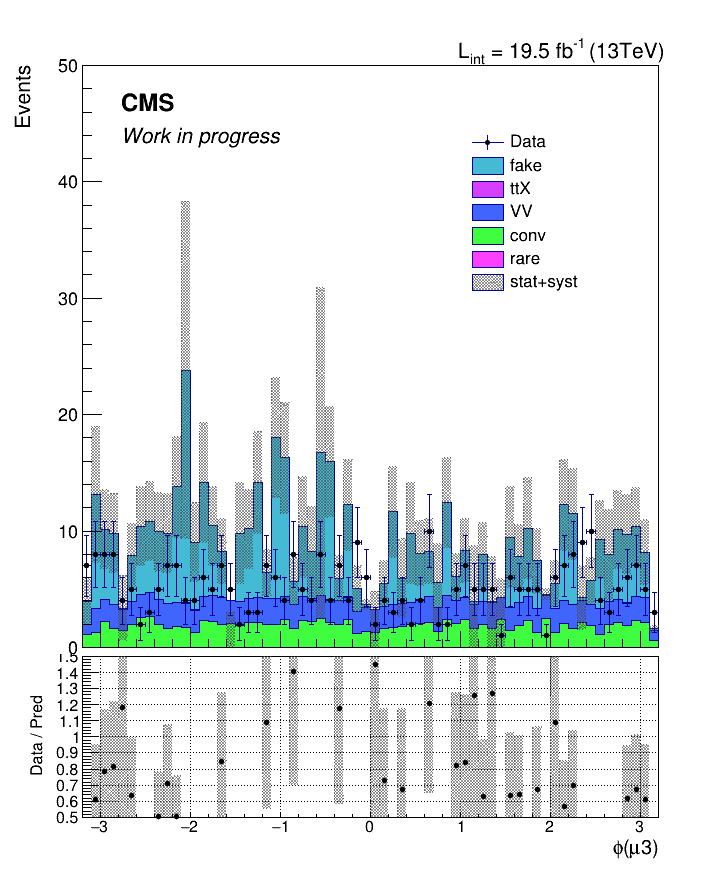 L_int = 19.5 fb^-1 (13TeV)
Events
50
CMS
Work in progress
Data
fake
ttX
VV
conv
rare
stat+syst
40
30
20
10
0
Data / Pred
1.5
1.4
1.3
1.2
1.1
1
0.9
0.8
0.7
0.6
0.5
−3 −2 −1 0 1 2 3
ϕ(μ3)